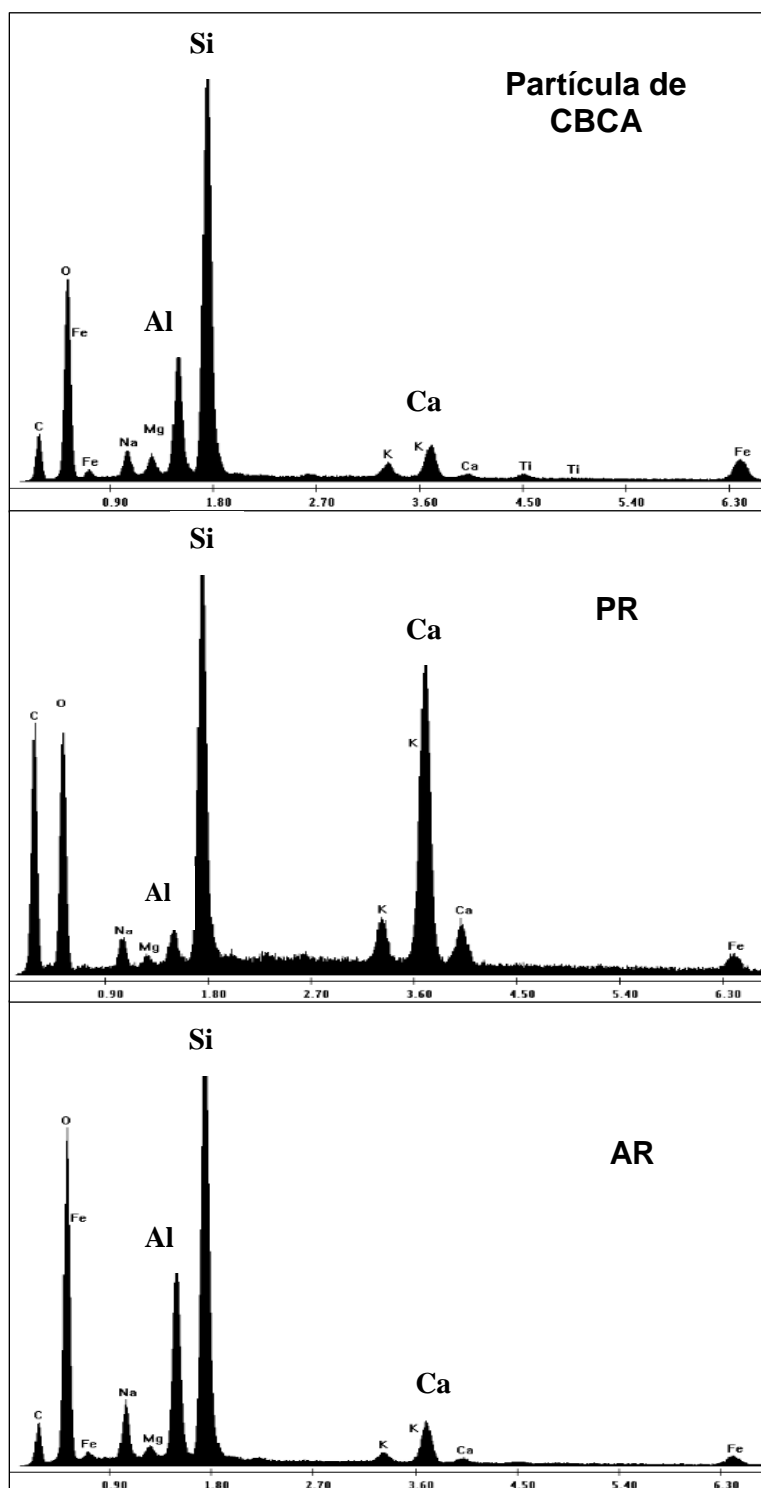 Si
Partícula de
CBCA
O
Al
Fe
Ca
C
Na
Mg
K
K
Fe
Fe
Ca
Ti
Ti
0.90 1.80 2.70 3.60 4.50 5.40 6.30
Si
PR
Ca
C
O
K
Al
Na
Mg
K
Ca
Fe
0.90 1.80 2.70 3.60 4.50 5.40 6.30
Si
O
AR
Fe
Al
Ca
Na
C
K
Fe
Mg
K
Ca
Fe
0.90 1.80 2.70 3.60 4.50 5.40 6.30